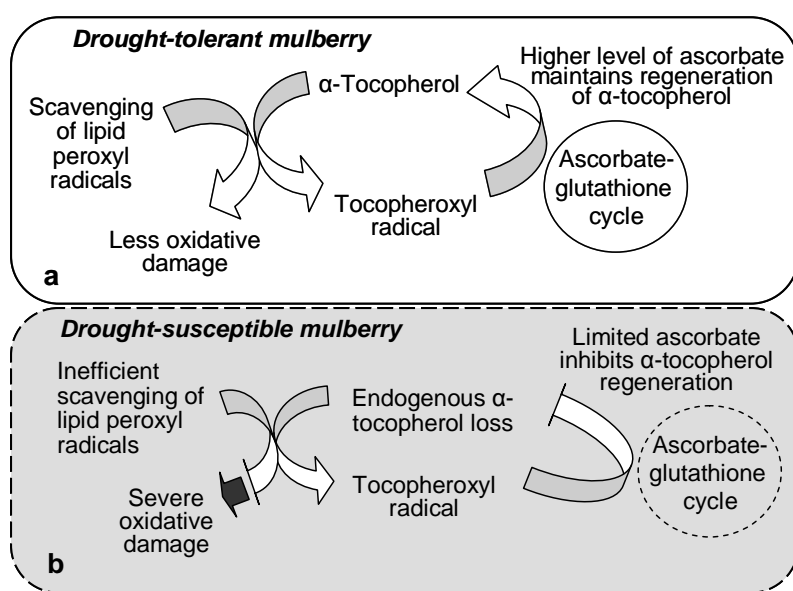 Drought-tolerant mulberry
Scavenging
of lipid
peroxyl
radicals
α-Tocopherol
Higher level of ascorbate
maintains regeneration
of α-tocopherol
Ascorbate-
glutathione
cycle
Tocopheroxyl
radical
Less oxidative
damage
a
Drought-susceptible mulberry
Inefficient
scavenging of
lipid peroxyl
radicals
Endogenous α-
tocopherol loss
Limited ascorbate
inhibits α-tocopherol
regeneration
Ascorbate-
glutathione
cycle
Tocopheroxyl
radical
Severe
oxidative
damage
b